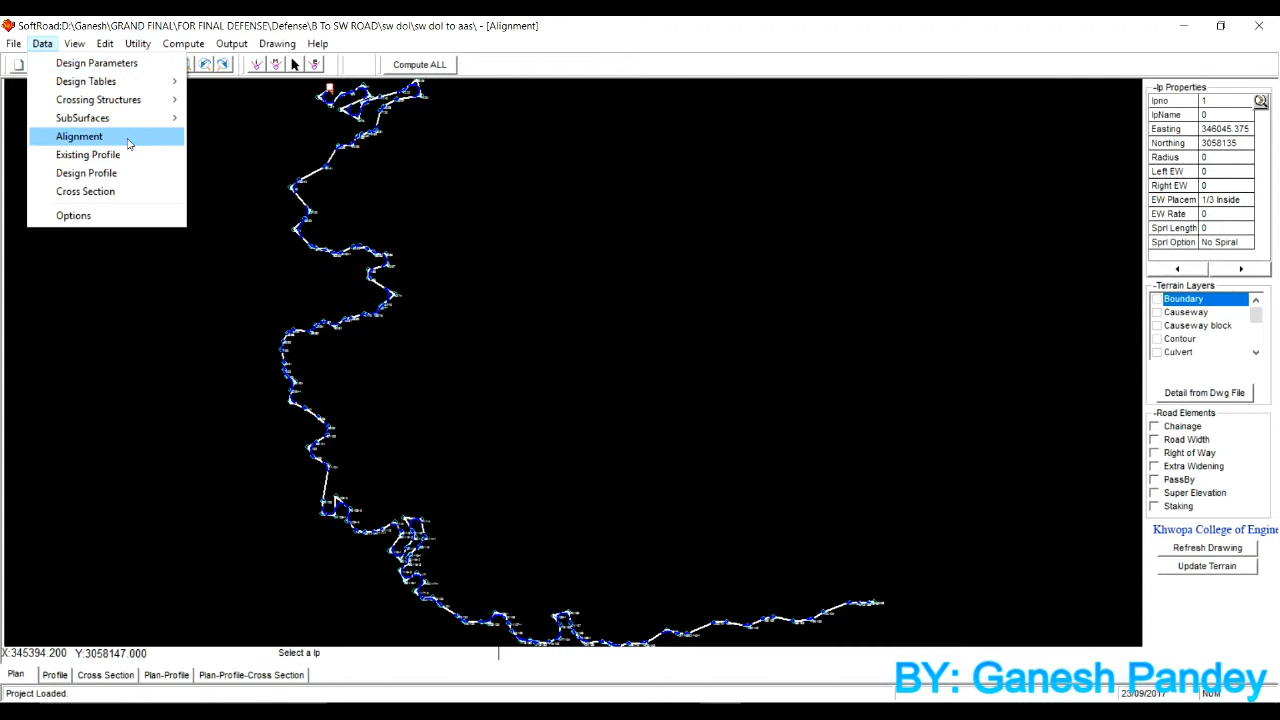 SoftRoad:D:\Ganesh\GRAND FINAL\FOR FINAL DEFENSE\Defense\B To SW ROAD\sw dol\sw dol to aas\ - [Alignment]
File Data View Edit Utility Compute Output Drawing Help
Compute ALL
Design Parameters
Design Tables
Crossing Structures
SubSurfaces
Alignment
Existing Profile
Design Profile
Cross Section
Options
Ip Properties
Ipno 1
IpName 0
Easting 346045.375
Northing 3058135
Radius 0
Left EW 0
Right EW 0
EW Placem 1/3 Inside
EW Rate 0
Sprl Length 0
Sprl Option No Spiral
Terrain Layers
Boundary
Causeway
Causeway block
Contour
Culvert
Detail from Dwg File
Road Elements
Chainage
Road Width
Right of Way
Extra Widening
PassBy
Super Elevation
Staking
Khwopa College of Engine
Refresh Drawing
Update Terrain
X:345394.200 Y:3058147.000 Select a Ip
Plan Profile Cross Section Plan-Profile Plan-Profile-Cross Section
BY: Ganesh Pandey
Project Loaded. 23/09/2017 NUM